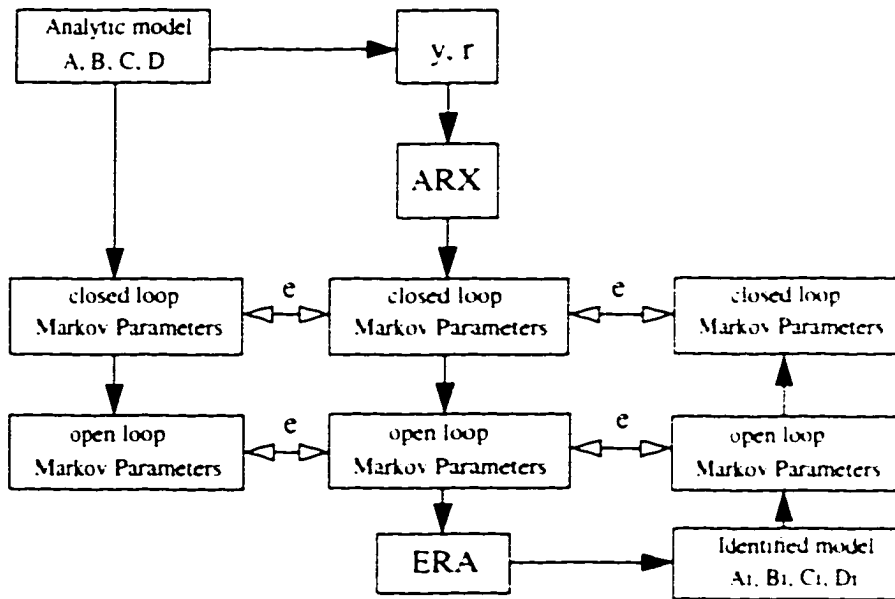 Analytic model
A, B, C, D
y, r
ARX
closed loop
Markov Parameters
e
closed loop
Markov Parameters
e
closed loop
Markov Parameters
open loop
Markov Parameters
e
open loop
Markov Parameters
e
open loop
Markov Parameters
ERA
Identified model
A1, B1, C1, D1